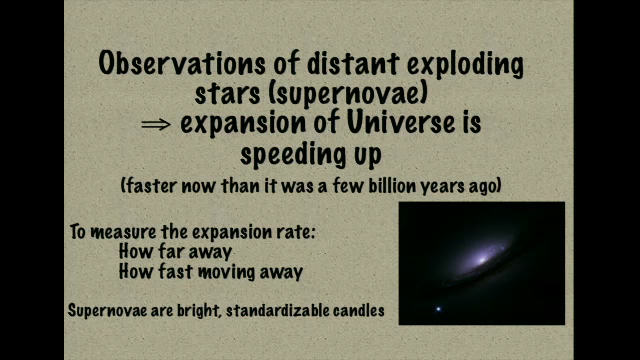 Observations of distant exploding
stars (supernovae)
⇒ expansion of Universe is
speeding up
(faster now than it was a few billion years ago)
To measure the expansion rate:
How far away
How fast moving away
Supernovae are bright, standardizable candles